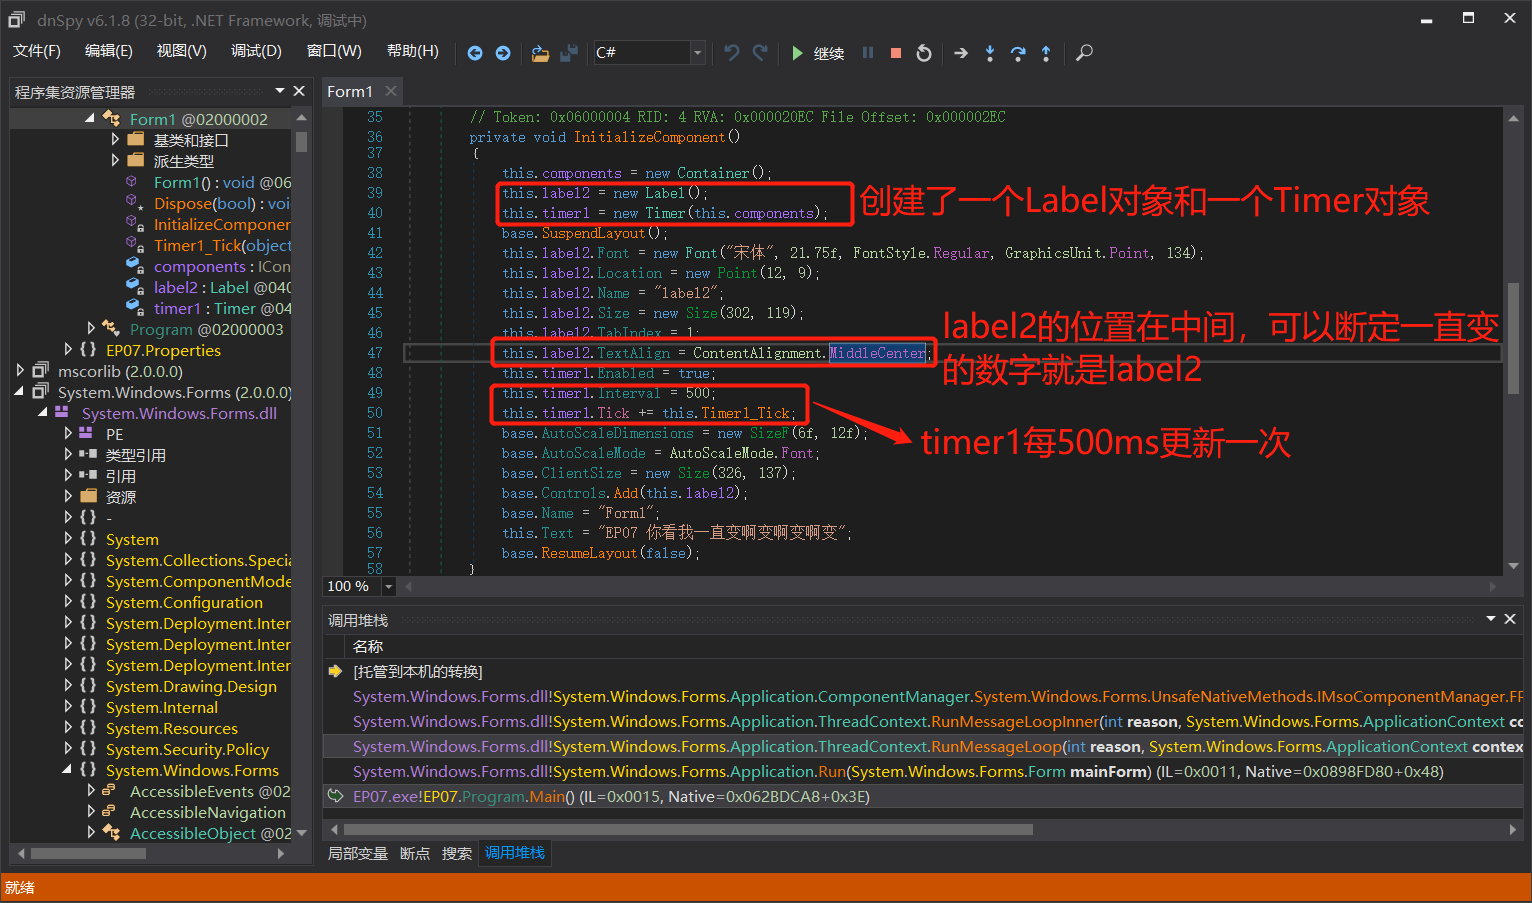 dnSpy v6.1.8 (32-bit, .NET Framework, 调试中)
文件(F) 编辑(E) 视图(V) 调试(D) 窗口(W) 帮助(H) C# 继续
程序集资源管理器
Form1 @02000002
基类和接口
派生类型
Form1() : void @06
Dispose(bool) : voi
InitializeComponen
Timer1_Tick(object
components : ICon
label2 : Label @040
timer1 : Timer @04
Program @02000003
{ } EP07.Properties
mscorlib (2.0.0.0)
System.Windows.Forms (2.0.0.0)
System.Windows.Forms.dll
PE
类型引用
引用
资源
{ } -
{ } System
{ } System.Collections.Specia
{ } System.ComponentMode
{ } System.Configuration
{ } System.Deployment.Inter
{ } System.Deployment.Inter
{ } System.Deployment.Inter
{ } System.Drawing.Design
{ } System.Internal
{ } System.Resources
{ } System.Security.Policy
{ } System.Windows.Forms
AccessibleEvents @02
AccessibleNavigation
AccessibleObject @02
Form1
35 // Token: 0x06000004 RID: 4 RVA: 0x000020EC File Offset: 0x000002EC
36 private void InitializeComponent()
37 {
38 this.components = new Container();
39 this.label2 = new Label();
40 this.timer1 = new Timer(this.components);
创建了一个Label对象和一个Timer对象
41 base.SuspendLayout();
42 this.label2.Font = new Font("宋体", 21.75f, FontStyle.Regular, GraphicsUnit.Point, 134);
43 this.label2.Location = new Point(12, 9);
44 this.label2.Name = "label2";
45 this.label2.Size = new Size(302, 119);
46 this.label2.TabIndex = 1;
47 this.label2.TextAlign = ContentAlignment.MiddleCenter;
label2的位置在中间，可以断定一直变
的数字就是label2
48 this.timer1.Enabled = true;
49 this.timer1.Interval = 500;
50 this.timer1.Tick += this.Timer1_Tick;
timer1每500ms更新一次
51 base.AutoScaleDimensions = new SizeF(6f, 12f);
52 base.AutoScaleMode = AutoScaleMode.Font;
53 base.ClientSize = new Size(326, 137);
54 base.Controls.Add(this.label2);
55 base.Name = "Form1";
56 this.Text = "EP07 你看我一直变啊变啊变啊变";
57 base.ResumeLayout(false);
58 }
100 %
调用堆栈
名称
[托管到本机的转换]
System.Windows.Forms.dll!System.Windows.Forms.Application.ComponentManager.System.Windows.Forms.UnsafeNativeMethods.IMsoComponentManager.FP
System.Windows.Forms.dll!System.Windows.Forms.Application.ThreadContext.RunMessageLoopInner(int reason, System.Windows.Forms.ApplicationContext co
System.Windows.Forms.dll!System.Windows.Forms.Application.ThreadContext.RunMessageLoop(int reason, System.Windows.Forms.ApplicationContext contex
System.Windows.Forms.dll!System.Windows.Forms.Application.Run(System.Windows.Forms.Form mainForm) (IL=0x0011, Native=0x0898FD80+0x48)
EP07.exe!EP07.Program.Main() (IL=0x0015, Native=0x062BDCA8+0x3E)
局部变量 断点 搜索 调用堆栈
就绪